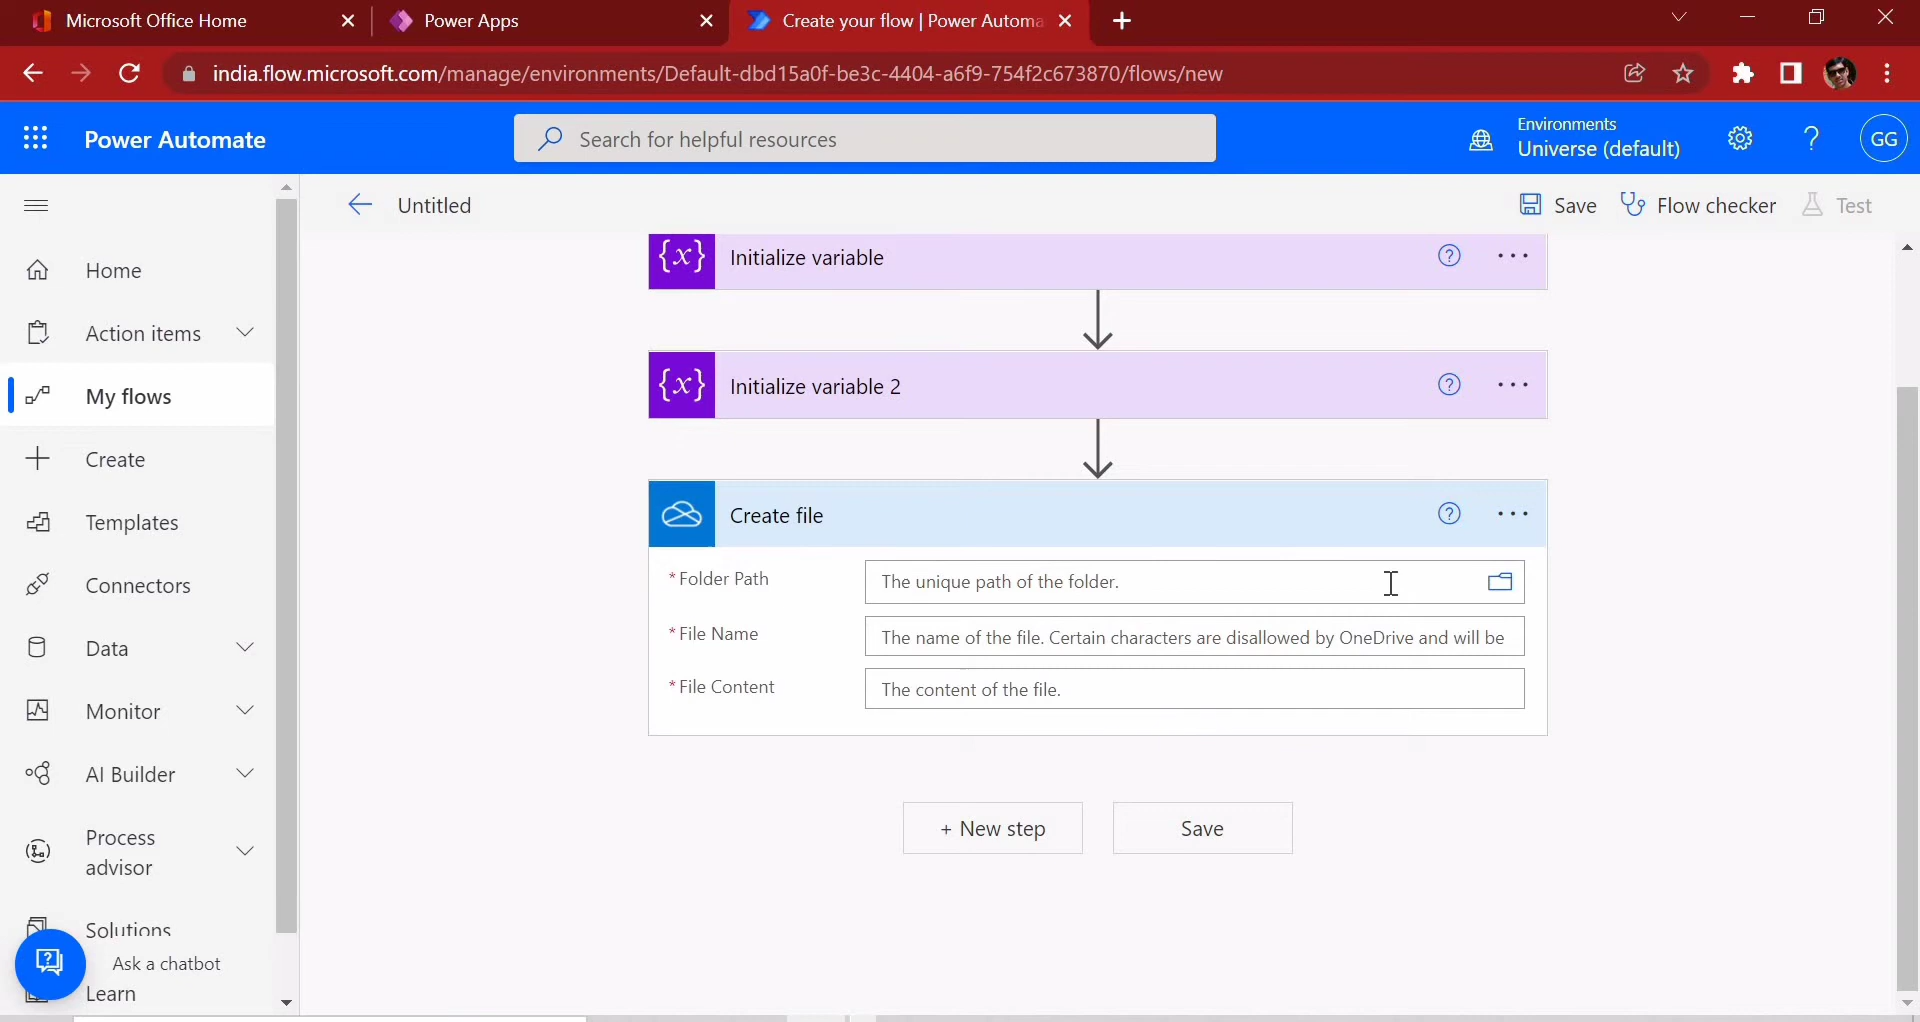 Microsoft Office Home
Power Apps
Create your flow | Power Automa
india.flow.microsoft.com/manage/environments/Default-dbd15a0f-be3c-4404-a6f9-754f2c673870/flows/new
Power Automate
Search for helpful resources
Environments
Universe (default)
GG
Untitled
Save
Flow checker
Test
Home
Action items
My flows
Create
Templates
Connectors
Data
Monitor
AI Builder
Process
advisor
Solutions
Ask a chatbot
Learn
{x} Initialize variable
{x} Initialize variable 2
Create file
* Folder Path
The unique path of the folder.
* File Name
The name of the file. Certain characters are disallowed by OneDrive and will be
* File Content
The content of the file.
+ New step
Save